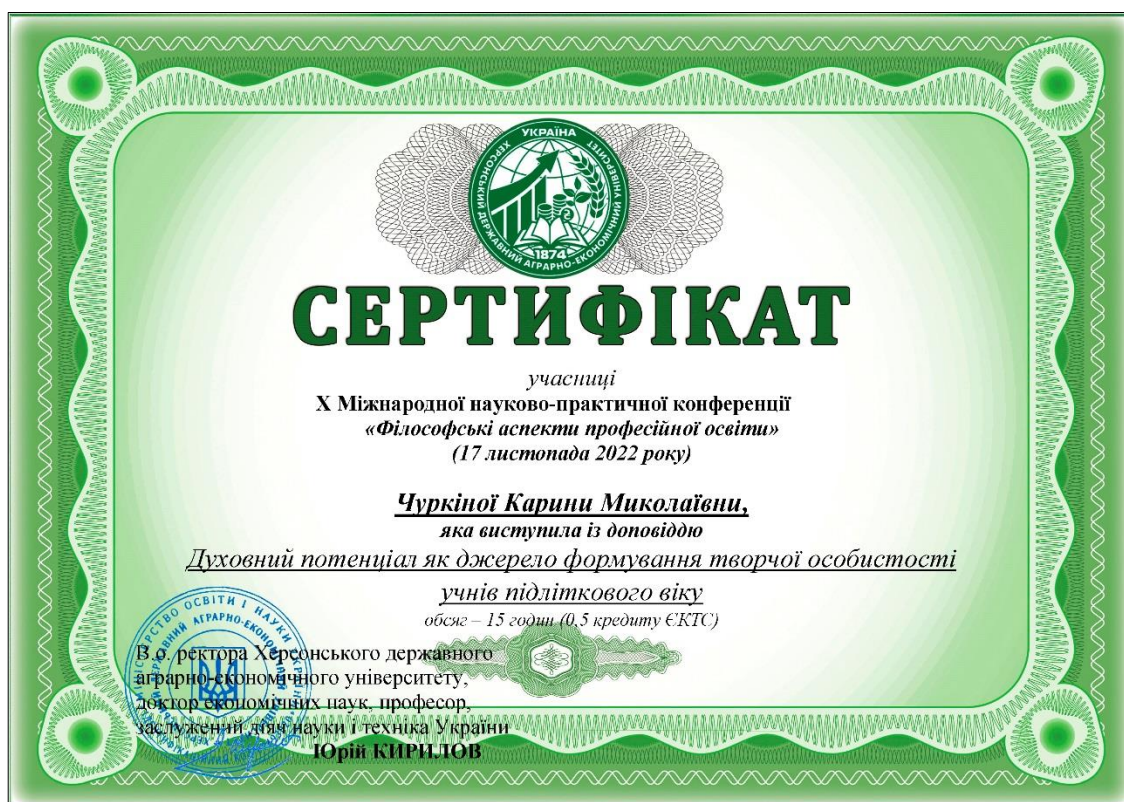 УКРАЇНА
ХЕРСОНСЬКИЙ ДЕРЖАВНИЙ АГРАРНО-ЕКОНОМІЧНИЙ УНІВЕРСИТЕТ
1874
СЕРТИФІКАТ
учасниці
X Міжнародної науково-практичної конференції
«Філософські аспекти професійної освіти»
(17 листопада 2022 року)
Чуркіної Карини Миколаївни,
яка виступила із доповіддю
Духовний потенціал як джерело формування творчої особистості
учнів підліткового віку
обсяг – 15 годин (0,5 кредиту ЄКТС)
В.о. ректора Херсонського державного
аграрно-економічного університету,
доктор економічних наук, професор,
заслужений діяч науки і техніка України
Юрій КИРИЛОВ